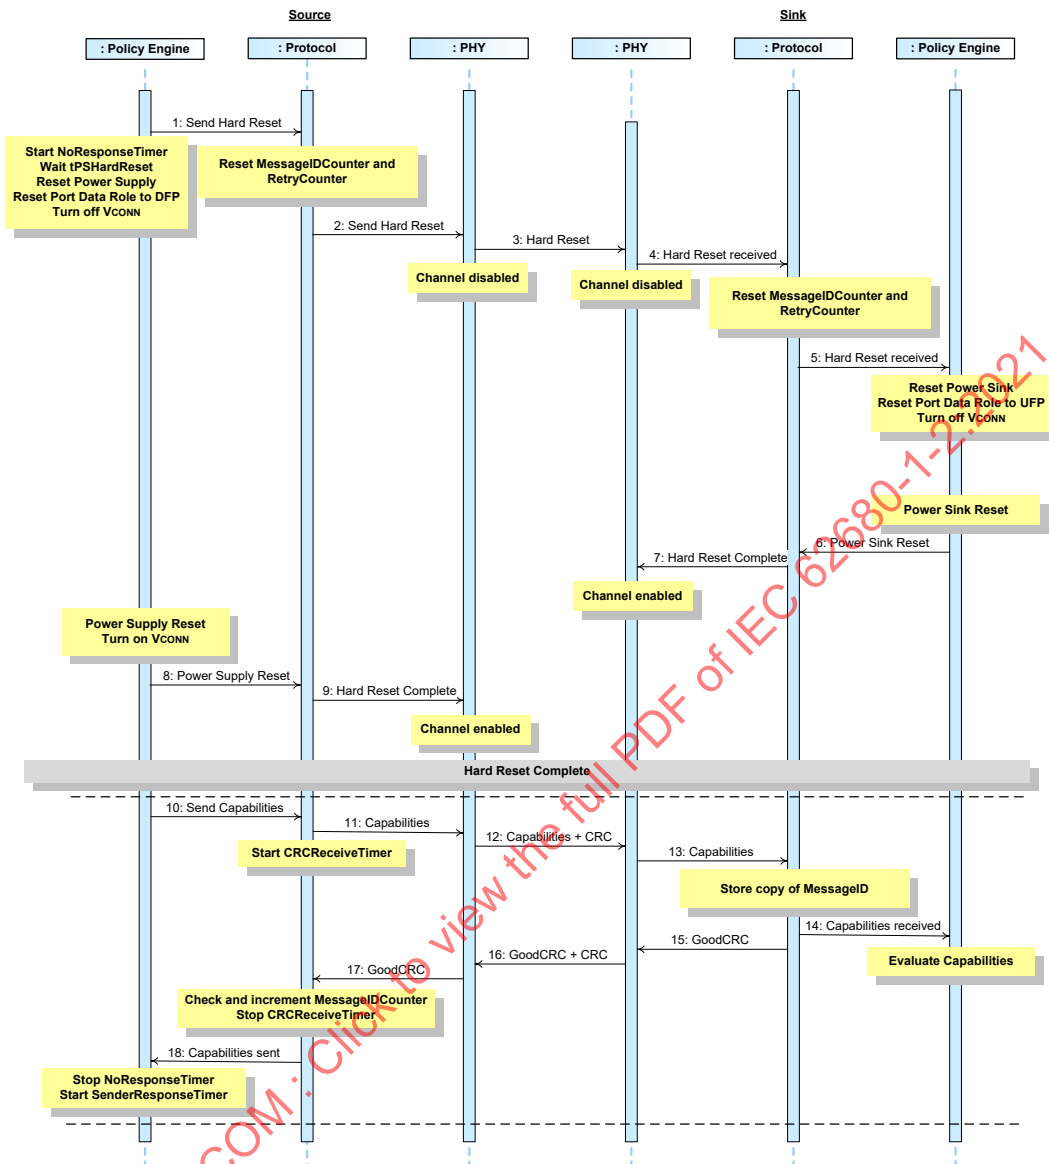 Source
Sink
: Policy Engine
: Protocol
: PHY
: PHY
: Protocol
: Policy Engine
1: Send Hard Reset
Start NoResponseTimer
Wait tPSHardReset
Reset Power Supply
Reset Port Data Role to DFP
Turn off VCONN
Reset MessageIDCounter and
RetryCounter
2: Send Hard Reset
3: Hard Reset
4: Hard Reset received
Channel disabled
Channel disabled
Reset MessageIDCounter and
RetryCounter
5: Hard Reset received
Reset Power Sink
Reset Port Data Role to UFP
Turn off VCONN
Power Sink Reset
6: Power Sink Reset
7: Hard Reset Complete
Channel enabled
Power Supply Reset
Turn on VCONN
8: Power Supply Reset
9: Hard Reset Complete
Channel enabled
Hard Reset Complete
10: Send Capabilities
11: Capabilities
12: Capabilities + CRC
Start CRCReceiveTimer
13: Capabilities
Store copy of MessageID
14: Capabilities received
15: GoodCRC
16: GoodCRC + CRC
Evaluate Capabilities
17: GoodCRC
Check and increment MessageIDCounter
Stop CRCReceiveTimer
18: Capabilities sent
Stop NoResponseTimer
Start SenderResponseTimer
COM : Click to view the full PDF of IEC 62680-1-2:2021